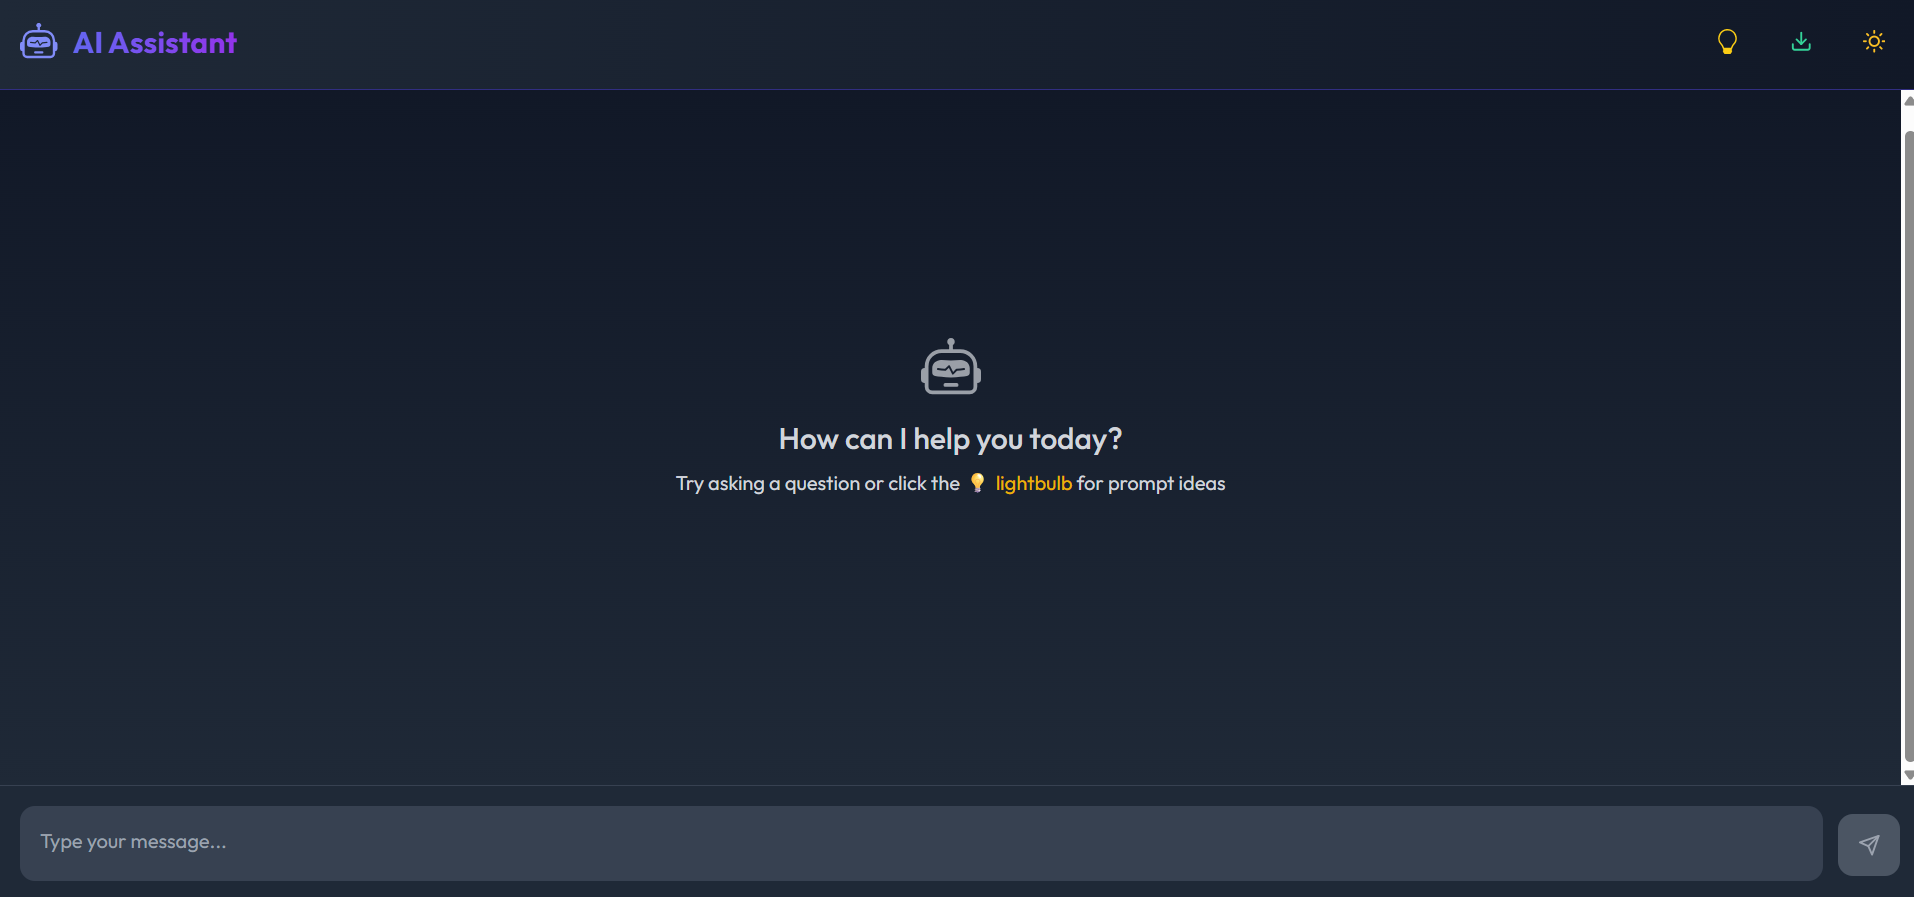 AI Assistant
How can I help you today?
Try asking a question or click the 💡 lightbulb for prompt ideas
Type your message...